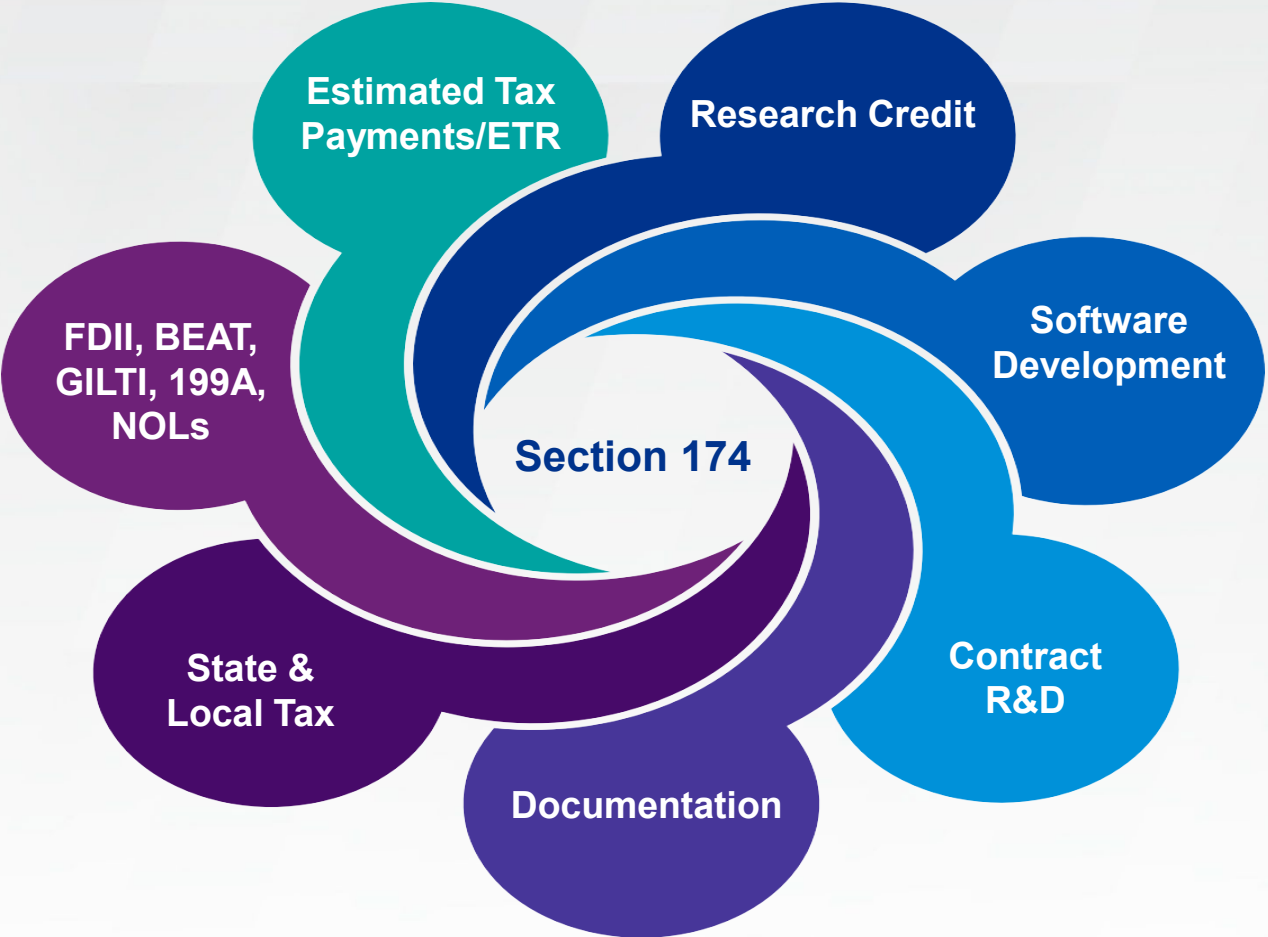 Estimated Tax
Payments/ETR
Research Credit
Software
Development
FDII, BEAT,
GILTI, 199A,
NOLs
Section 174
Contract
R&D
State &
Local Tax
Documentation